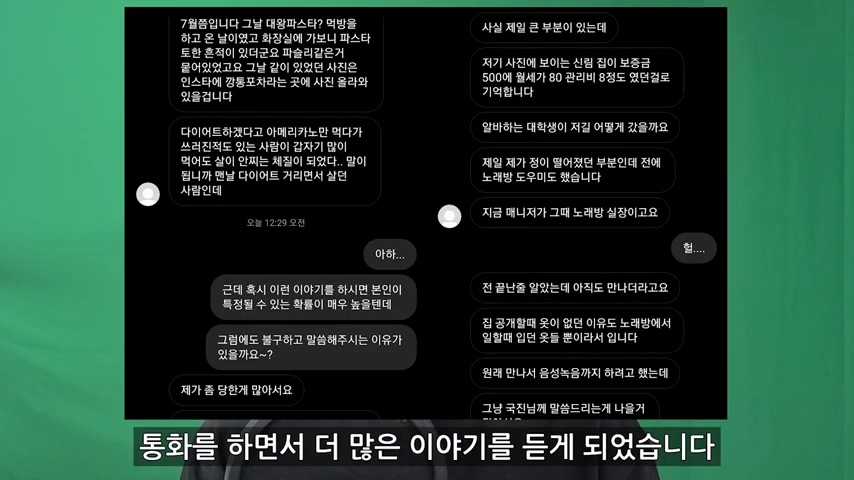 7월쯤입니다 그날 대왕파스타? 먹방을
하고 온 날이였고 화장실에 가보니 파스타
토한 흔적이 있더군요 파슬리같은거
뭍어있었고요 그날 같이 있었던 사진은
인스타에 깡통포차라는 곳에 사진 올라와
있을겁니다
다이어트하겠다고 아메리카노만 먹다가
쓰러진적도 있는 사람이 갑자기 많이
먹어도 살이 안찌는 체질이 되었다.. 말이
됩니까 맨날 다이어트 거리면서 살던
사람인데
오늘 12:29 오전
아하...
근데 혹시 이런 이야기를 하시면 본인이
특정될 수 있는 확률이 매우 높을텐데
그럼에도 불구하고 말씀해주시는 이유가
있을까요~?
제가 좀 당한게 많아서요
사실 제일 큰 부분이 있는데
저기 사진에 보이는 신림 집이 보증금
500에 월세가 80 관리비 8정도 였던걸로
기억합니다
알바하는 대학생이 저길 어떻게 갔을까요
제일 제가 정이 떨어졌던 부분인데 전에
노래방 도우미도 했습니다
지금 매니저가 그때 노래방 실장이고요
헐....
전 끝난줄 알았는데 아직도 만나더라고요
집 공개할때 옷이 없던 이유도 노래방에서
일할때 입던 옷들 뿐이라서 입니다
원래 만나서 음성녹음까지 하려고 했는데
그냥 국진님께 말씀드리는게 나을거
통화를 하면서 더 많은 이야기를 듣게 되었습니다